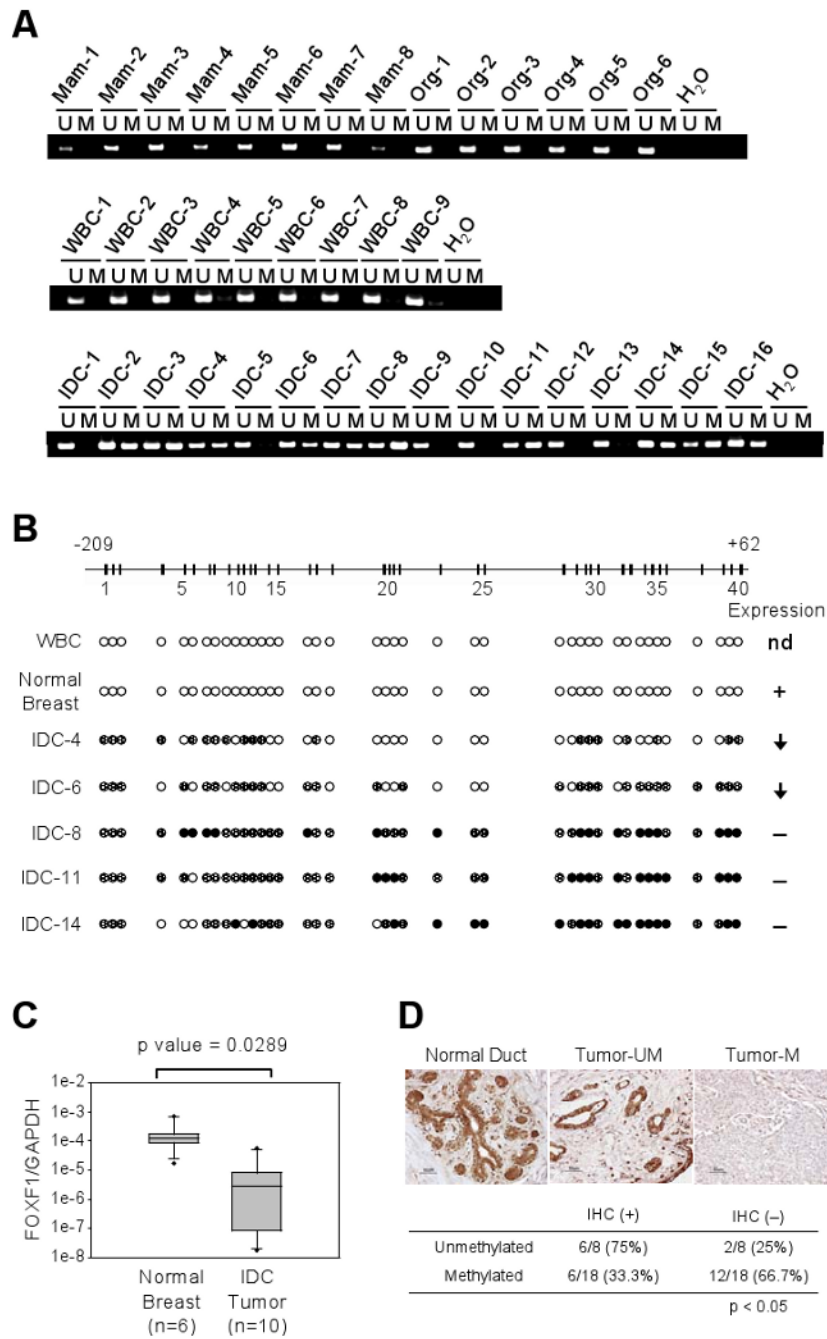 A
Mam-1 Mam-2 Mam-3 Mam-4 Mam-5 Mam-6 Mam-7 Mam-8 Org-1 Org-2 Org-3 Org-4 Org-5 Org-6 H₂O
U M U M U M U M U M U M U M U M U M U M U M U M U M U M U M
WBC-1 WBC-2 WBC-3 WBC-4 WBC-5 WBC-6 WBC-7 WBC-8 WBC-9 H₂O
U M U M U M U M U M U M U M U M U M U M
IDC-1 IDC-2 IDC-3 IDC-4 IDC-5 IDC-6 IDC-7 IDC-8 IDC-9 IDC-10 IDC-11 IDC-12 IDC-13 IDC-14 IDC-15 IDC-16 H₂O
U M U M U M U M U M U M U M U M U M U M U M U M U M U M U M U M U M
B
-209 +62
1 5 10 15 20 25 30 35 40
Expression
WBC nd
Normal
Breast +
IDC-4 ↓
IDC-6 ↓
IDC-8 –
IDC-11 –
IDC-14 –
C
p value = 0.0289
FOXF1/GAPDH
1e-2
1e-3
1e-4
1e-5
1e-6
1e-7
1e-8
Normal IDC
Breast Tumor
(n=6) (n=10)
D
Normal Duct Tumor-UM Tumor-M
IHC (+) IHC (–)
Unmethylated 6/8 (75%) 2/8 (25%)
Methylated 6/18 (33.3%) 12/18 (66.7%)
p < 0.05